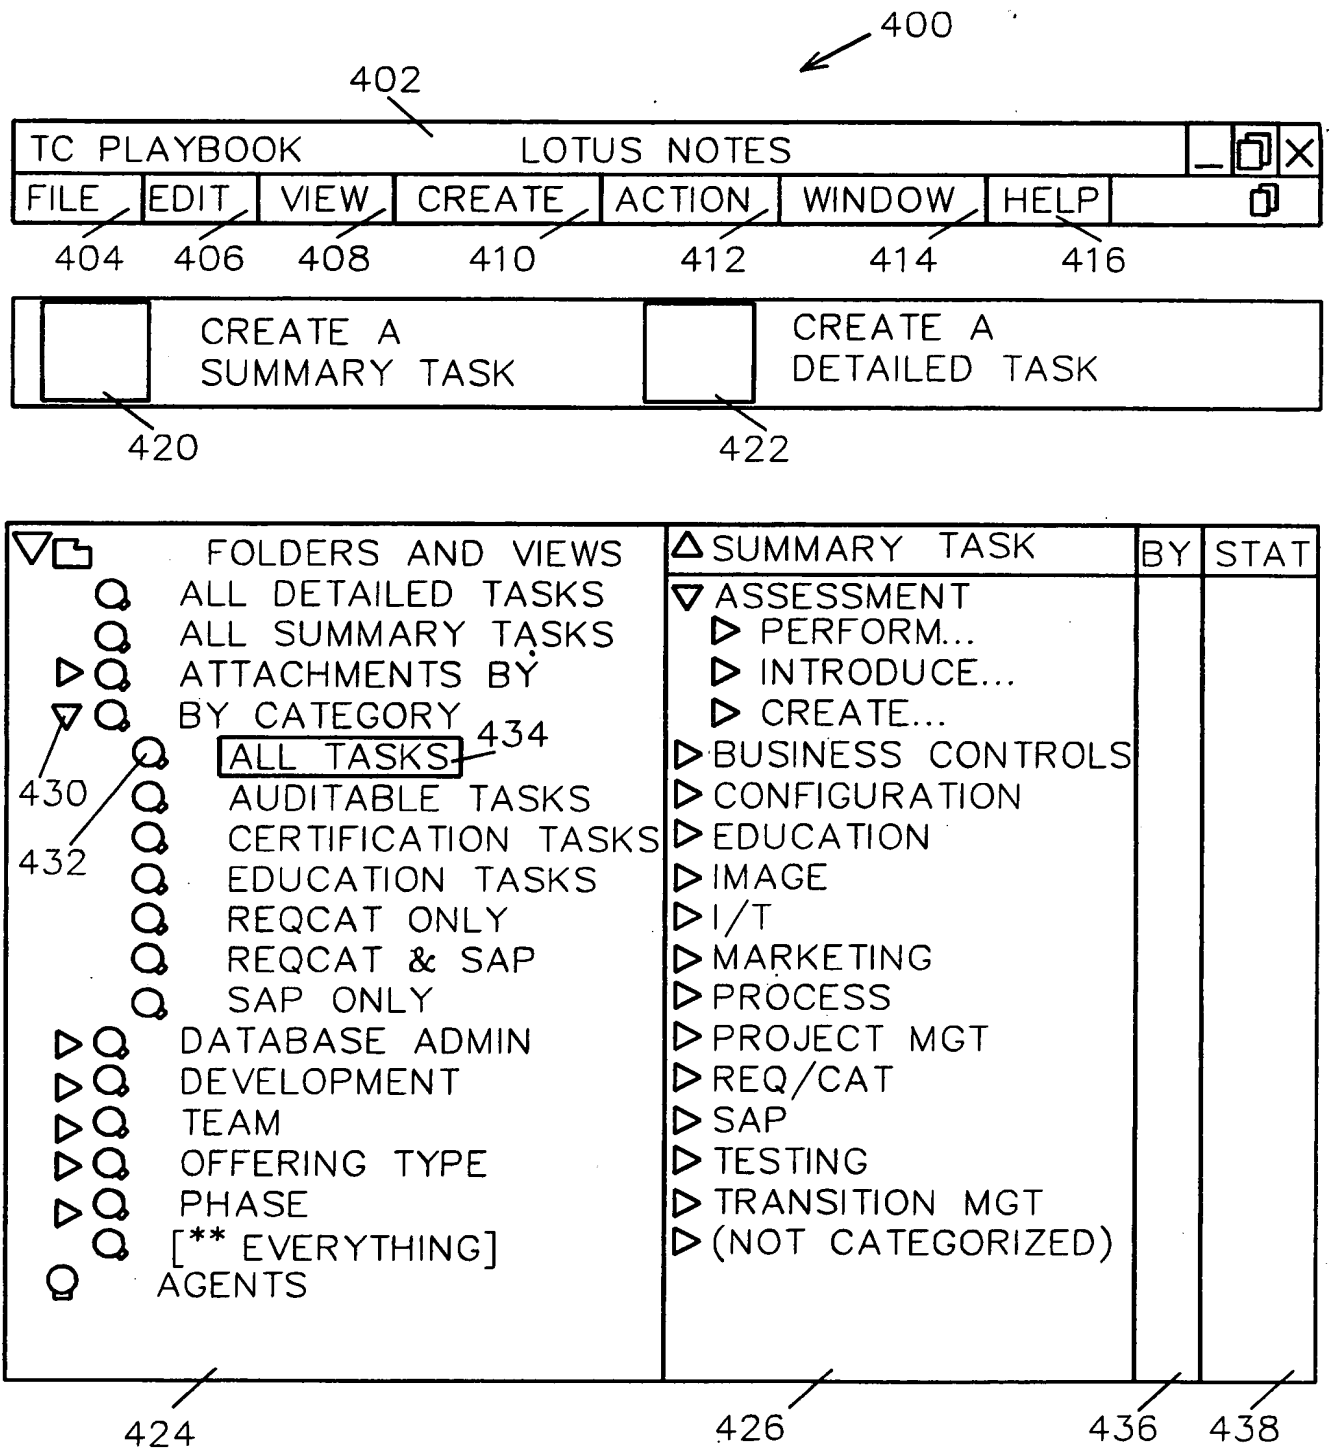 400
402
TC PLAYBOOK LOTUS NOTES
FILE EDIT VIEW CREATE ACTION WINDOW HELP
404 406 408 410 412 414 416
CREATE A
SUMMARY TASK
CREATE A
DETAILED TASK
420 422
FOLDERS AND VIEWS
ALL DETAILED TASKS
ALL SUMMARY TASKS
ATTACHMENTS BY
BY CATEGORY
ALL TASKS
434
430
AUDITABLE TASKS
CERTIFICATION TASKS
432
EDUCATION TASKS
REQCAT ONLY
REQCAT & SAP
SAP ONLY
DATABASE ADMIN
DEVELOPMENT
TEAM
OFFERING TYPE
PHASE
[** EVERYTHING]
AGENTS
SUMMARY TASK
BY
STAT
ASSESSMENT
PERFORM...
INTRODUCE...
CREATE...
BUSINESS CONTROLS
CONFIGURATION
EDUCATION
IMAGE
I/T
MARKETING
PROCESS
PROJECT MGT
REQ/CAT
SAP
TESTING
TRANSITION MGT
(NOT CATEGORIZED)
424 426 436 438